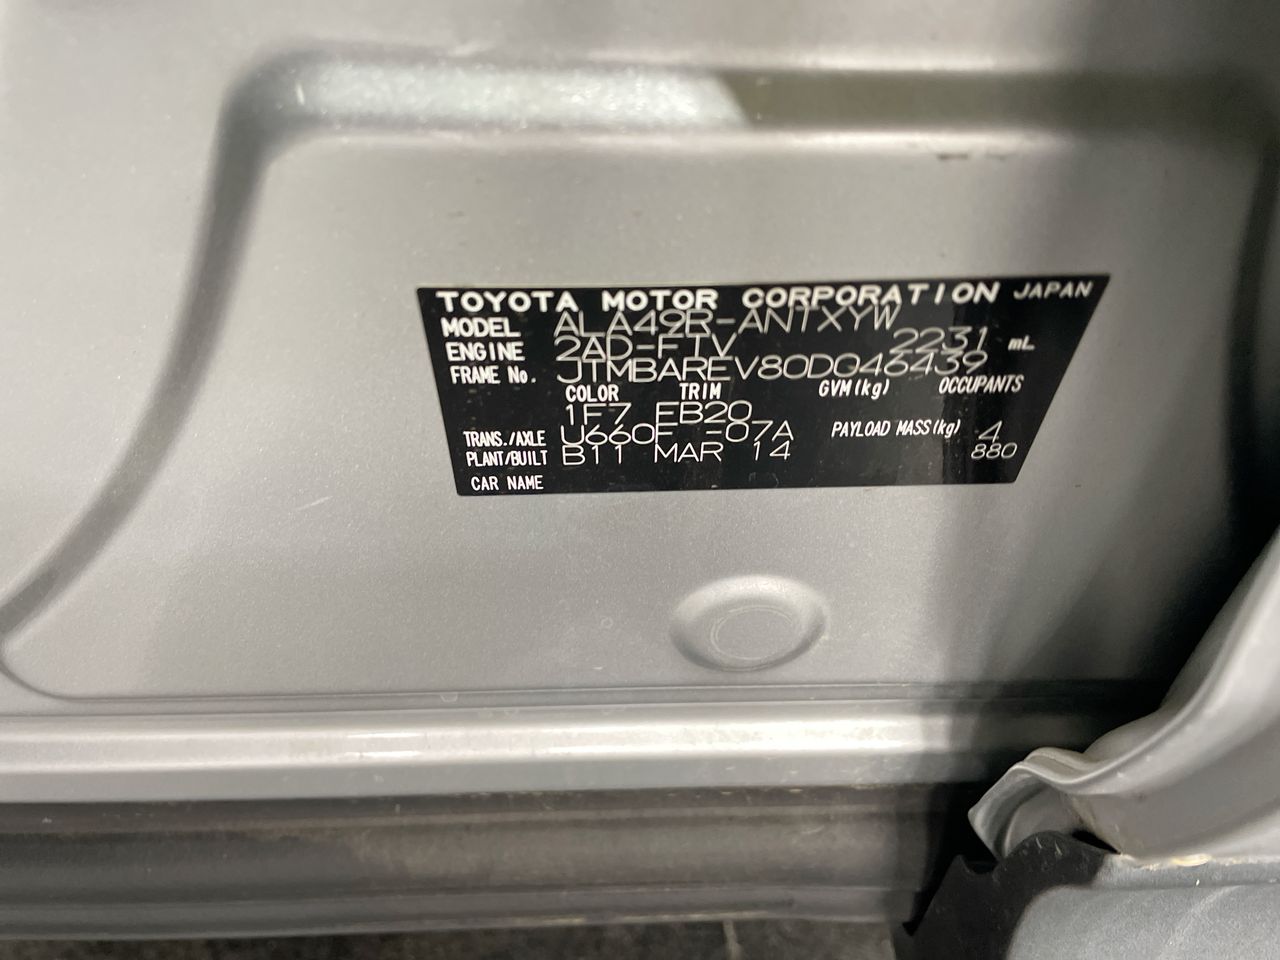 TOYOTA MOTOR CORPORATION JAPAN
MODEL ALA49R-ANTXYW
ENGINE 2AD-FTV 2231 mL
FRAME No. JTMBAREV80D046439
COLOR TRIM GVM(kg) OCCUPANTS
1F7 EB20
TRANS./AXLE U660F -07A PAYLOAD MASS(kg) 4
PLANT/BUILT B11 MAR 14 880
CAR NAME